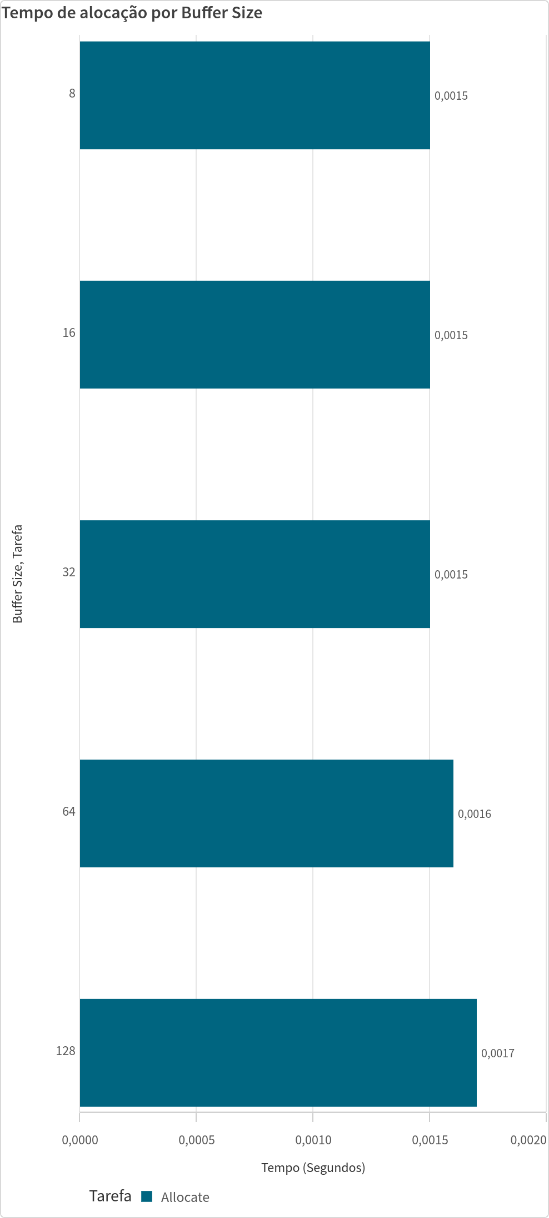 Tempo de alocação por Buffer Size
8
0,0015
16
0,0015
Buffer Size, Tarefa
32
0,0015
64
0,0016
128
0,0017
0,0000 0,0005 0,0010 0,0015 0,0020
Tempo (Segundos)
Tarefa Allocate